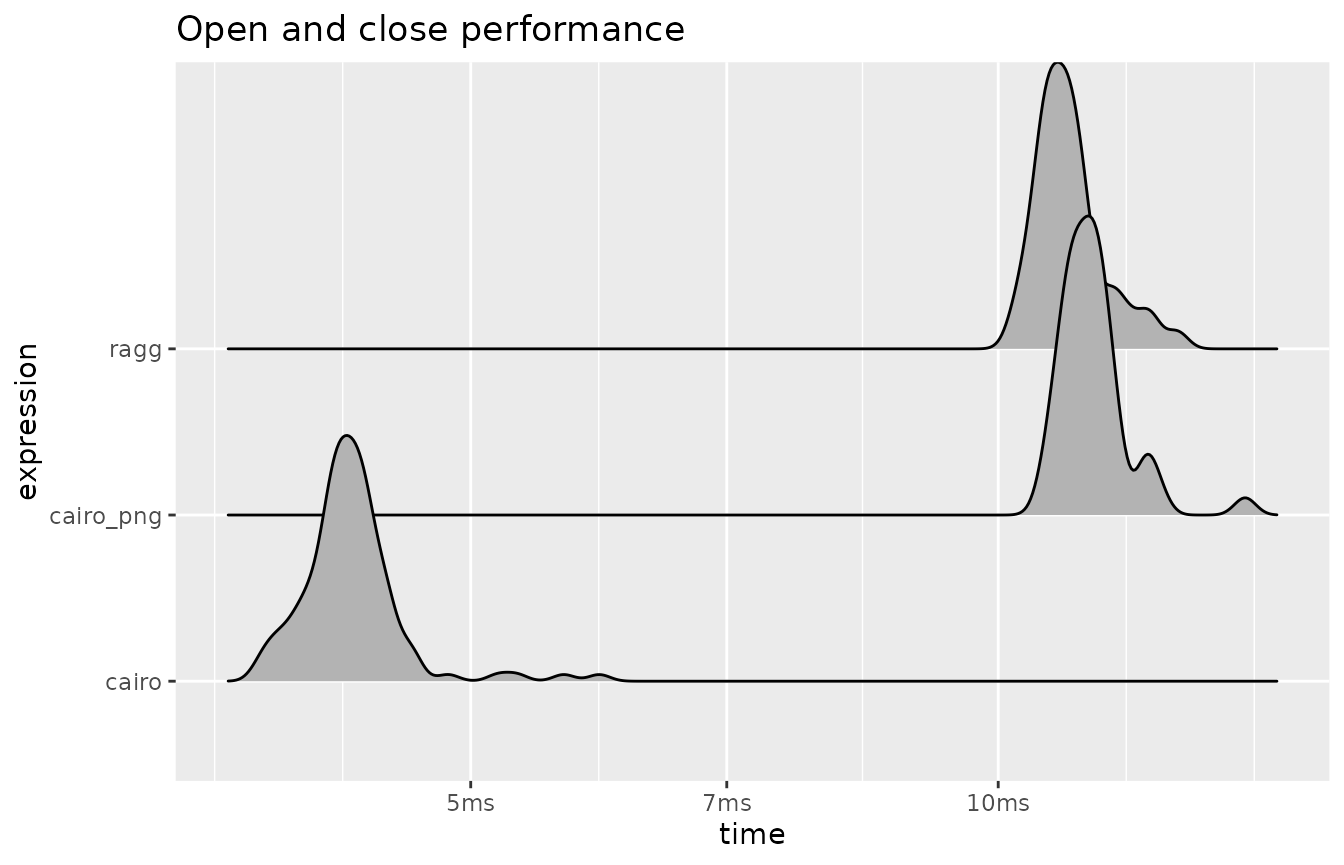 Open and close performance
ragg
cairo_png
cairo
expression
5ms
7ms
10ms
time